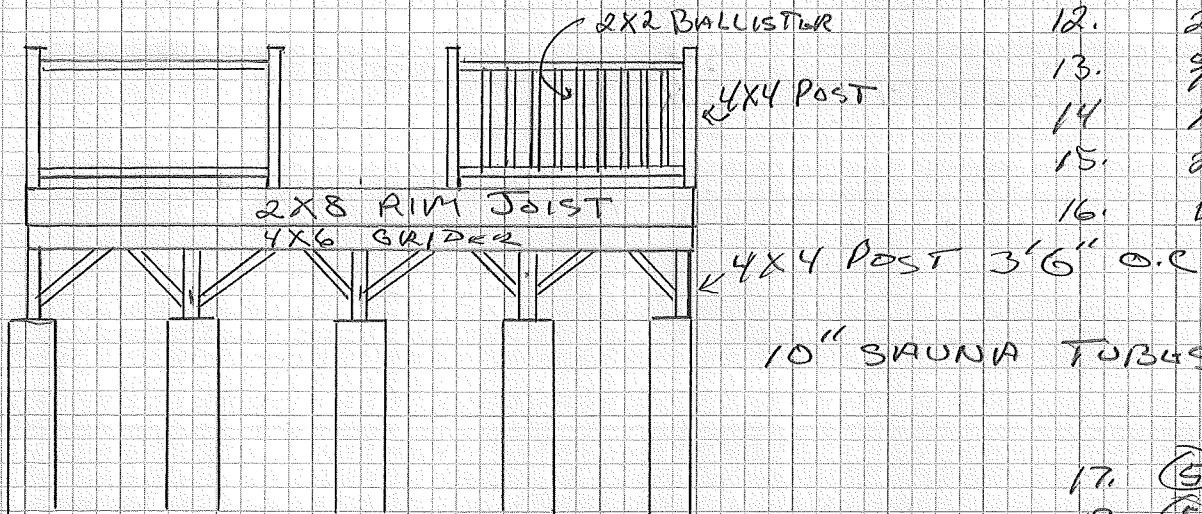 2X2 BALLISTER
4X4 POST
2X8 RIM JOIST
4X6 GRIDER
4X4 POST 3'6" O.C
10" SAUNA TUBES
12.
13.
14
15.
16.
17.